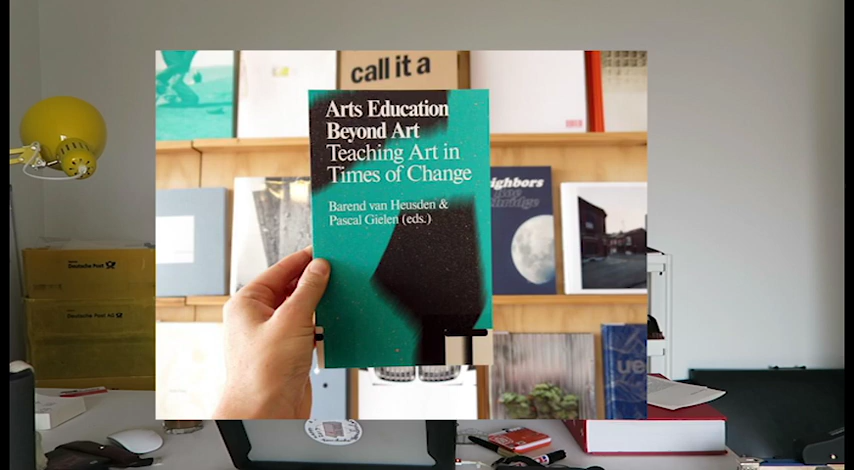 call it a
Arts Education
Beyond Art
Teaching Art in
Times of Change
Barend van Heusden &
Pascal Gielen (eds.)
ighbors
ue
Deutsche Post
Deutsche Post AG